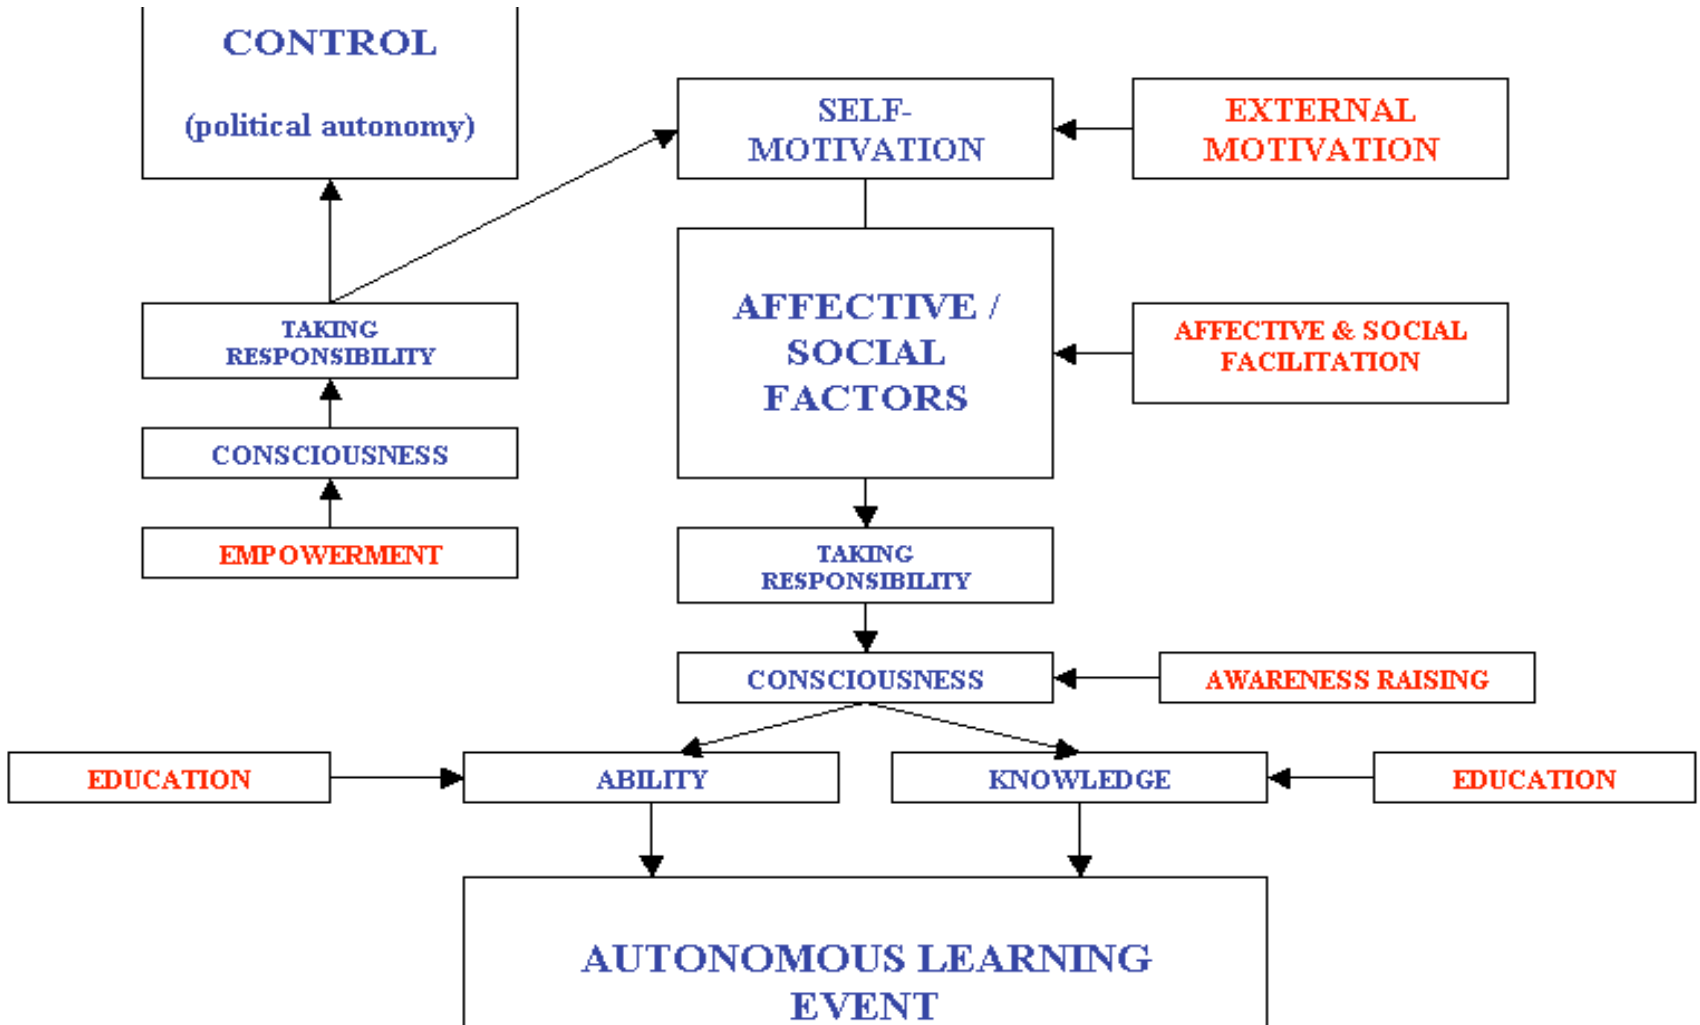 CONTROL
(political autonomy)
SELF-
MOTIVATION
EXTERNAL
MOTIVATION
TAKING
RESPONSIBILITY
AFFECTIVE /
SOCIAL
FACTORS
AFFECTIVE & SOCIAL
FACILITATION
CONSCIOUSNESS
EMPOWERMENT
TAKING
RESPONSIBILITY
CONSCIOUSNESS
AWARENESS RAISING
EDUCATION
ABILITY
KNOWLEDGE
EDUCATION
AUTONOMOUS LEARNING
EVENT